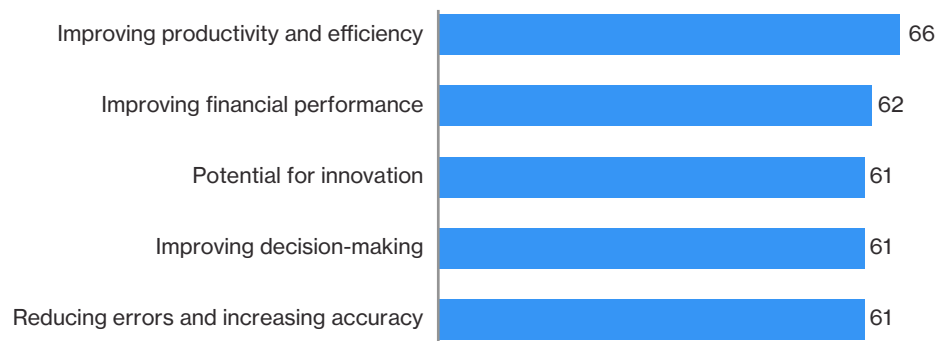 Improving productivity and efficiency 66
Improving financial performance 62
Potential for innovation 61
Improving decision-making 61
Reducing errors and increasing accuracy 61